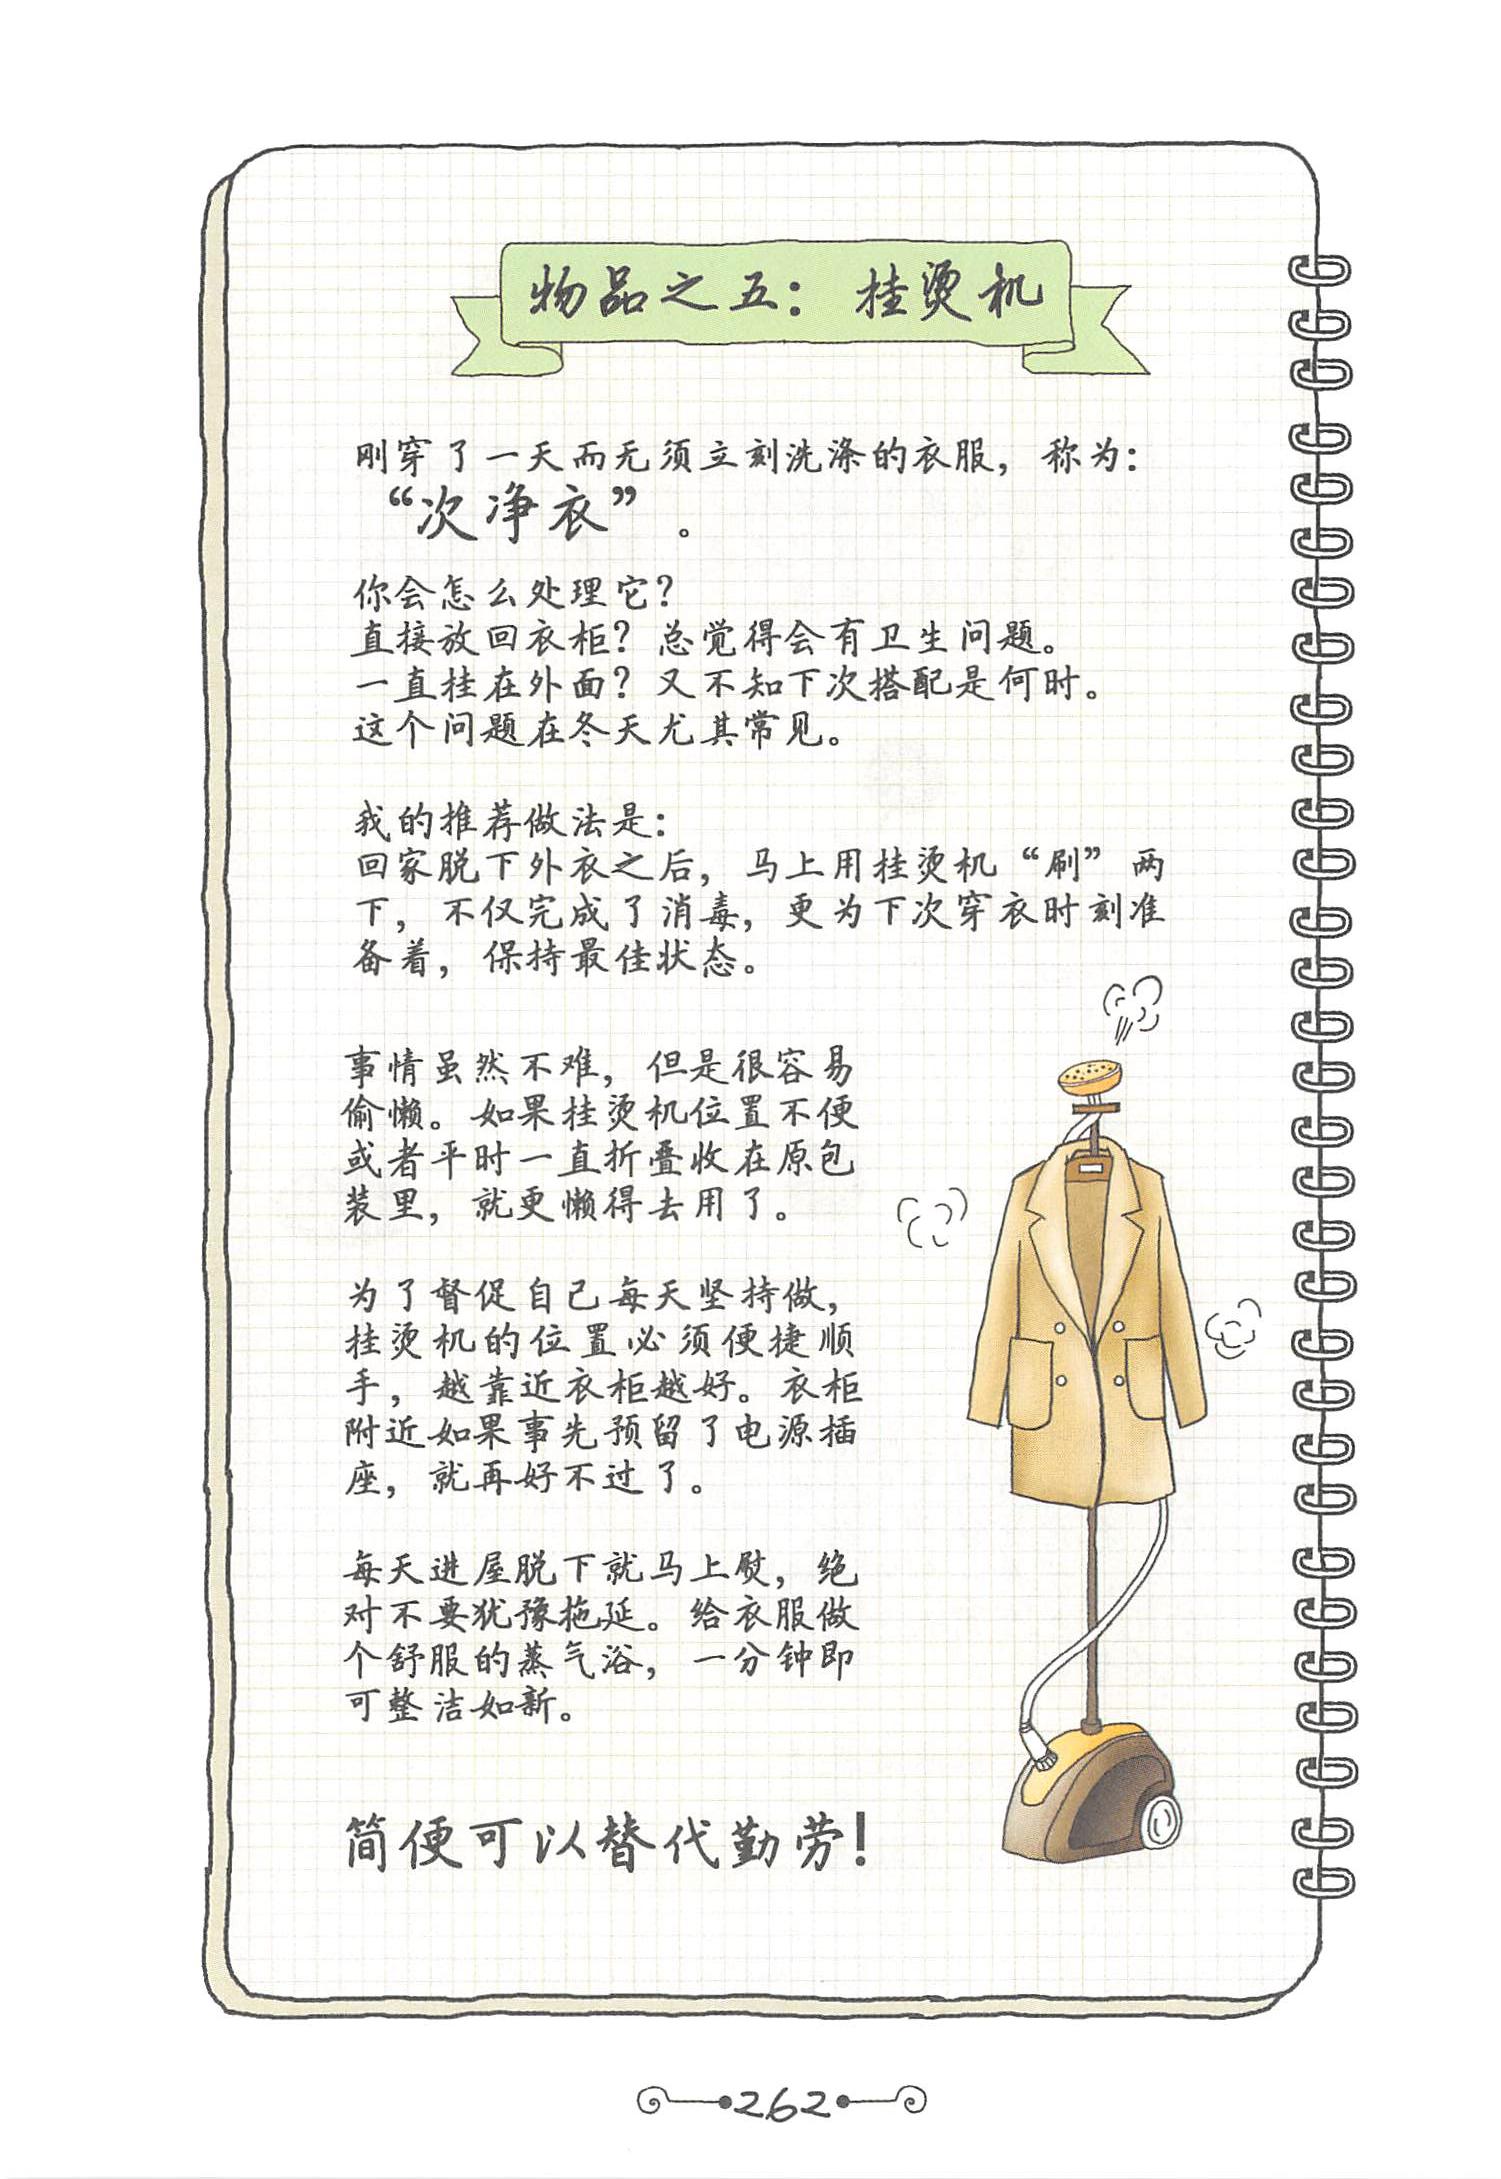 物品之五：挂烫机
刚穿了一天而无须立刻洗涤的衣服，称为：
“次净衣”。
你会怎么处理它？
直接放回衣柜？总觉得会有卫生问题。
一直挂在外面？又不知下次搭配是何时。
这个问题在冬天尤其常见。
我的推荐做法是：
回家脱下外衣之后，马上用挂烫机“刷”两
下，不仅完成了消毒，更为下次穿衣时刻准
备着，保持最佳状态。
事情虽然不难，但是很容易
偷懒。如果挂烫机位置不便
或者平时一直折叠收在原包
装里，就更懒得去用了。
为了督促自己每天坚持做，
挂烫机的位置必须便捷顺
手，越靠近衣柜越好。衣柜
附近如果事先预留了电源插
座，就再好不过了。
每天进屋脱下就马上熨，绝
对不要犹豫拖延。给衣服做
个舒服的蒸气浴，一分钟即
可整洁如新。
简便可以替代勤劳！
262